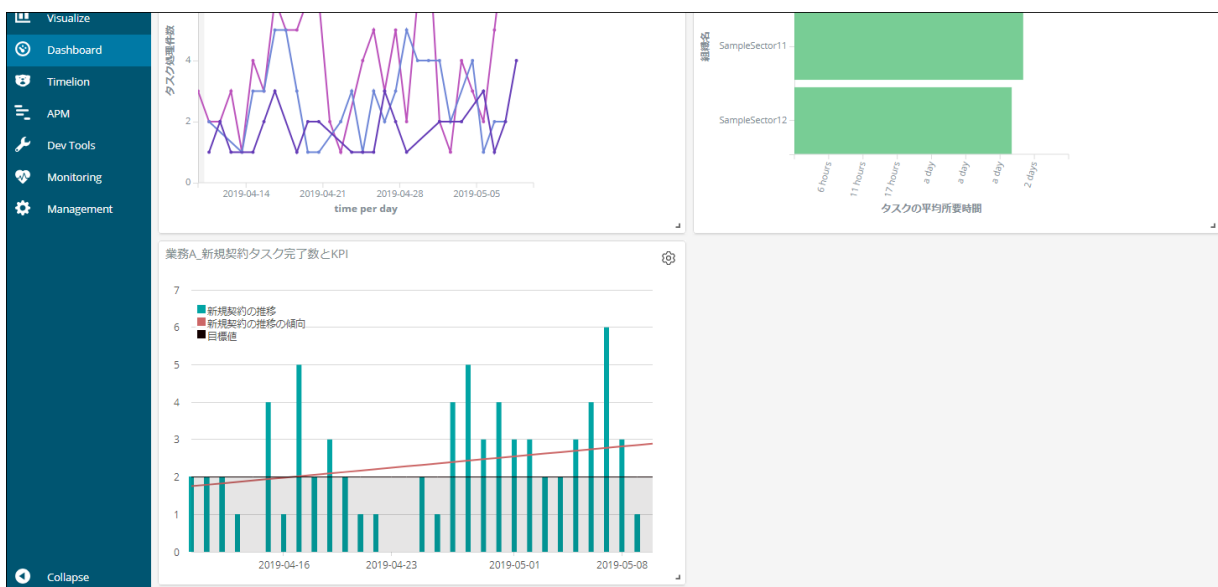 Visualize
Dashboard
Timelion
APM
Dev Tools
Monitoring
Management
Collapse
タスク処理件数
4
2
0
2019-04-14
2019-04-21
2019-04-28
2019-05-05
time per day
組織名
SampleSector11
SampleSector12
6 hours
11 hours
17 hours
a day
a day
a day
2 days
タスクの平均所要時間
業務A_新規契約タスク完了数とKPI
7
6
5
4
3
2
1
0
新規契約の推移
新規契約の推移の傾向
目標値
2019-04-16
2019-04-23
2019-05-01
2019-05-08